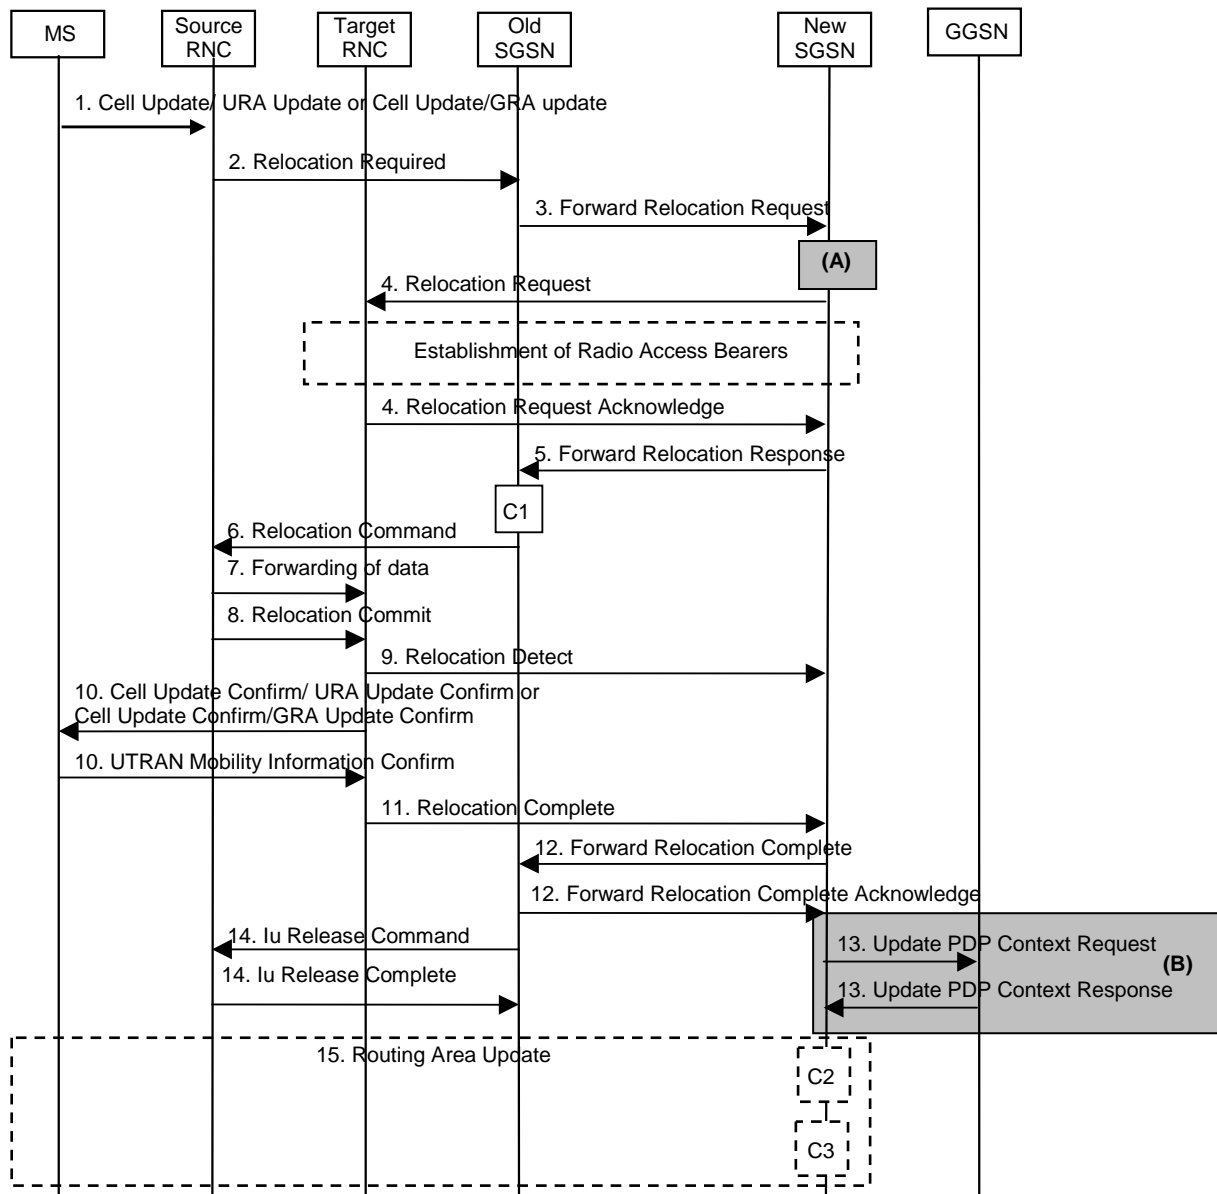 MS
Source
RNC
Target
RNC
Old
SGSN
New
SGSN
GGSN
1. Cell Update/ URA Update or Cell Update/GRA update
2. Relocation Required
3. Forward Relocation Request
(A)
4. Relocation Request
Establishment of Radio Access Bearers
4. Relocation Request Acknowledge
5. Forward Relocation Response
C1
6. Relocation Command
7. Forwarding of data
8. Relocation Commit
9. Relocation Detect
10. Cell Update Confirm/ URA Update Confirm or
Cell Update Confirm/GRA Update Confirm
10. UTRAN Mobility Information Confirm
11. Relocation Complete
12. Forward Relocation Complete
12. Forward Relocation Complete Acknowledge
14. Iu Release Command
13. Update PDP Context Request
(B)
14. Iu Release Complete
13. Update PDP Context Response
15. Routing Area Update
C2
C3